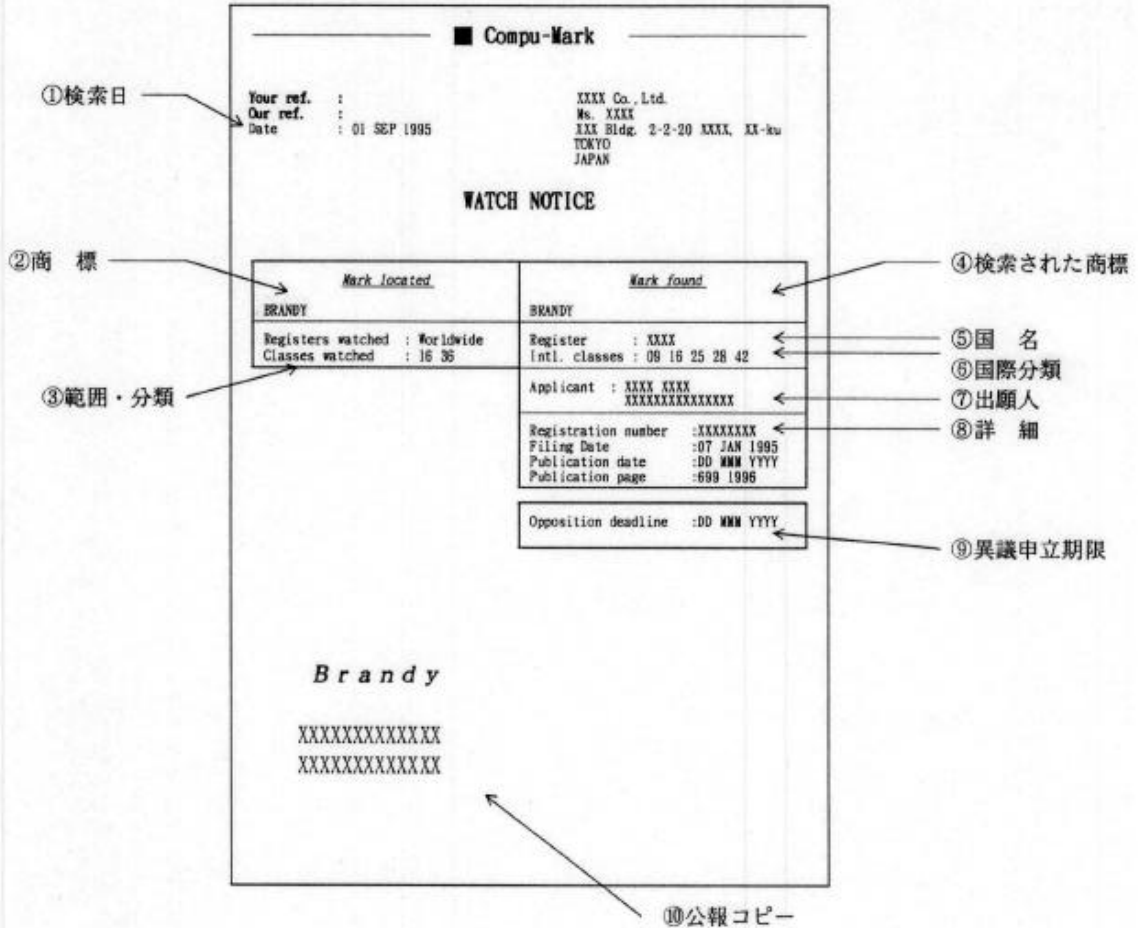 ■ Compu-Mark
①検索日
Your ref. :
Our ref. :
Date : 01 SEP 1995
XXXX Co.,Ltd.
Ms. XXXX
XXX Bldg. 2-2-20 XXXX, XX-ku
TOKYO
JAPAN
WATCH NOTICE
②商 標
Mark located
BRANDY
Registers watched : Worldwide
Classes watched : 16 36
③範囲・分類
Mark found
BRANDY
④検索された商標
Register : XXXX
⑤国 名
Intl. classes : 09 16 25 28 42
⑥国際分類
Applicant : XXXX XXXX
XXXXXXXXXXXXXXX
⑦出願人
Registration number :XXXXXXXX
⑧詳 細
Filing Date :07 JAN 1995
Publication date :DD MMM YYYY
Publication page :699 1996
Opposition deadline :DD MMM YYYY
⑨異議申立期限
Brandy
XXXXXXXXXXXXX
XXXXXXXXXXXXX
⑩公報コピー